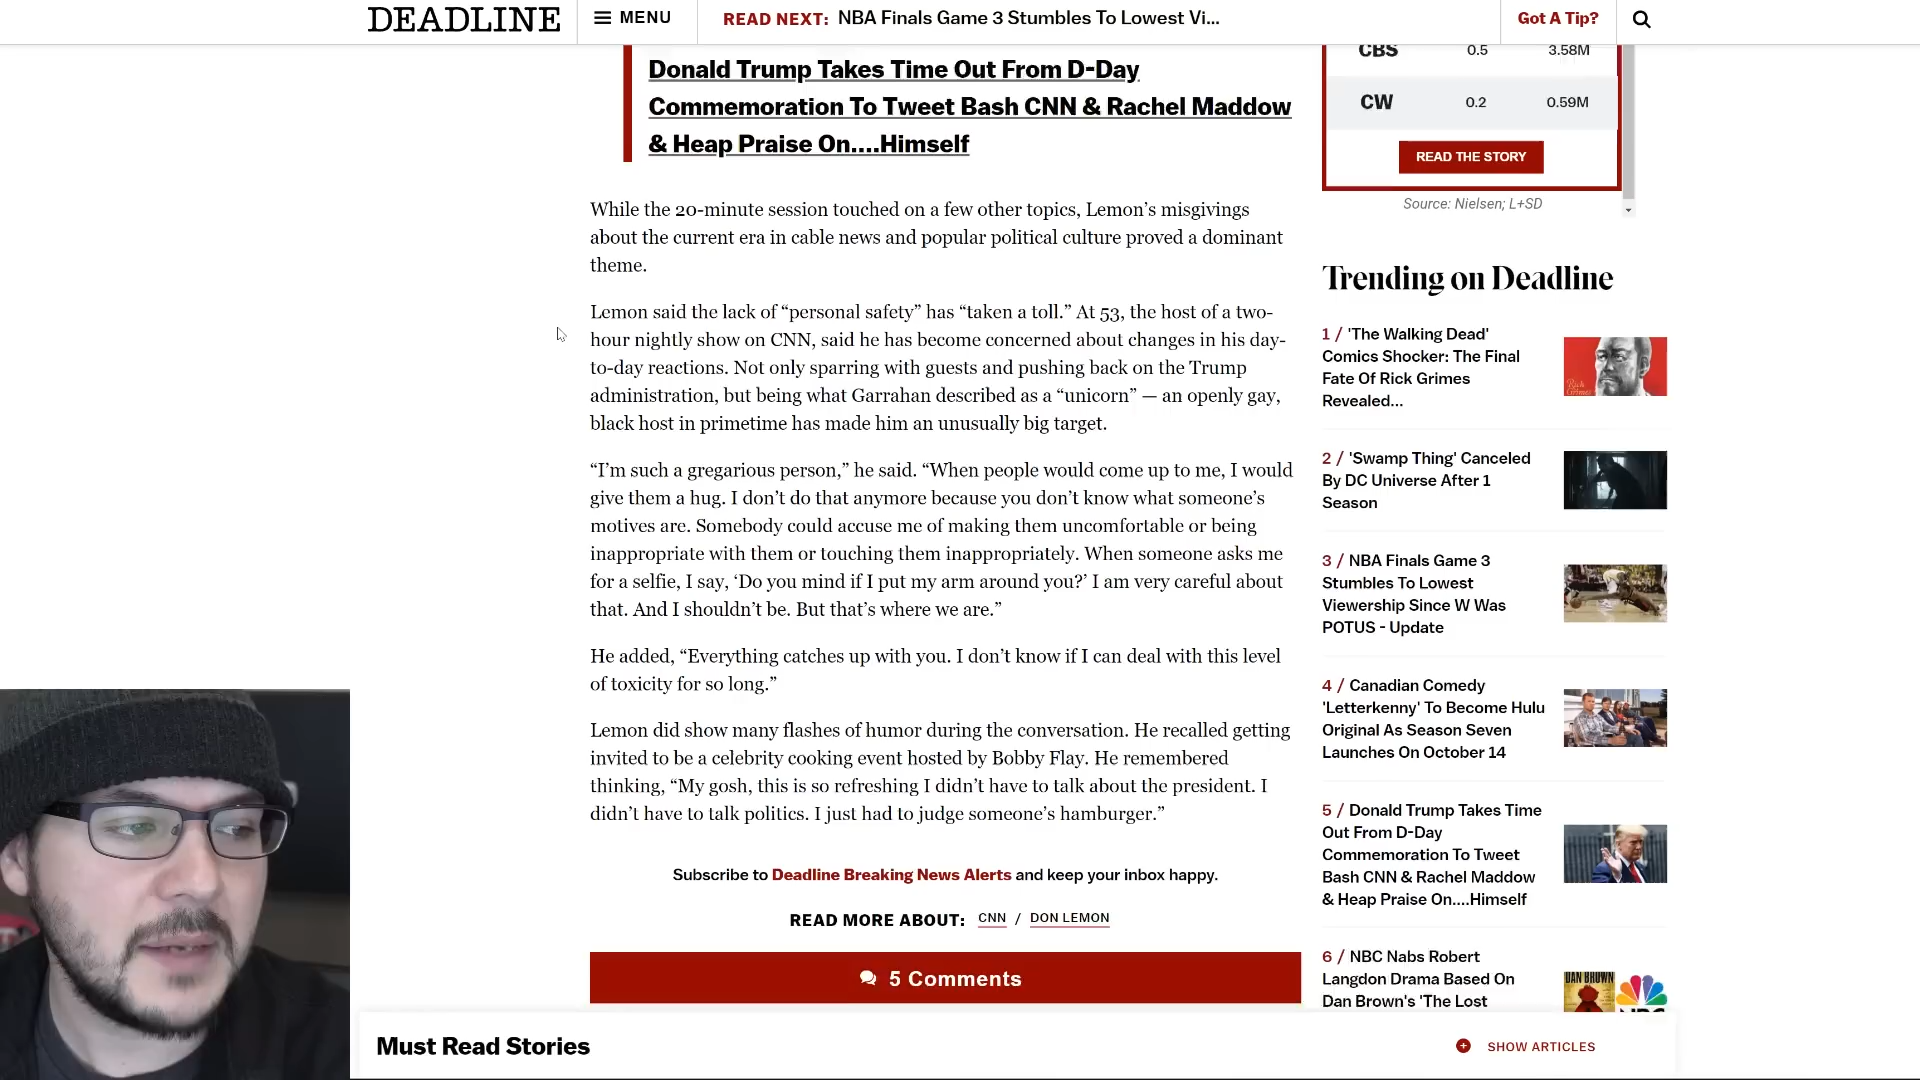 DEADLINE
MENU
READ NEXT: NBA Finals Game 3 Stumbles To Lowest Vi...
Got A Tip?
Donald Trump Takes Time Out From D-Day
Commemoration To Tweet Bash CNN & Rachel Maddow
& Heap Praise On....Himself
While the 20-minute session touched on a few other topics, Lemon’s misgivings
about the current era in cable news and popular political culture proved a dominant
theme.
Lemon said the lack of “personal safety” has “taken a toll.” At 53, the host of a two-
hour nightly show on CNN, said he has become concerned about changes in his day-
to-day reactions. Not only sparring with guests and pushing back on the Trump
administration, but being what Garrahan described as a “unicorn” — an openly gay,
black host in primetime has made him an unusually big target.
“I’m such a gregarious person,” he said. “When people would come up to me, I would
give them a hug. I don’t do that anymore because you don’t know what someone’s
motives are. Somebody could accuse me of making them uncomfortable or being
inappropriate with them or touching them inappropriately. When someone asks me
for a selfie, I say, ‘Do you mind if I put my arm around you?’ I am very careful about
that. And I shouldn’t be. But that’s where we are.”
He added, “Everything catches up with you. I don’t know if I can deal with this level
of toxicity for so long.”
Lemon did show many flashes of humor during the conversation. He recalled getting
invited to be a celebrity cooking event hosted by Bobby Flay. He remembered
thinking, “My gosh, this is so refreshing I didn’t have to talk about the president. I
didn’t have to talk politics. I just had to judge someone’s hamburger.”
Subscribe to Deadline Breaking News Alerts and keep your inbox happy.
READ MORE ABOUT: CNN / DON LEMON
5 Comments
CBS 0.5 3.58M
CW 0.2 0.59M
READ THE STORY
Source: Nielsen; L+SD
Trending on Deadline
1 / 'The Walking Dead'
Comics Shocker: The Final
Fate Of Rick Grimes
Revealed...
2 / 'Swamp Thing' Canceled
By DC Universe After 1
Season
3 / NBA Finals Game 3
Stumbles To Lowest
Viewership Since W Was
POTUS - Update
4 / Canadian Comedy
'Letterkenny' To Become Hulu
Original As Season Seven
Launches On October 14
5 / Donald Trump Takes Time
Out From D-Day
Commemoration To Tweet
Bash CNN & Rachel Maddow
& Heap Praise On....Himself
6 / NBC Nabs Robert
Langdon Drama Based On
Dan Brown's 'The Lost
DAN BROWN
Must Read Stories
SHOW ARTICLES